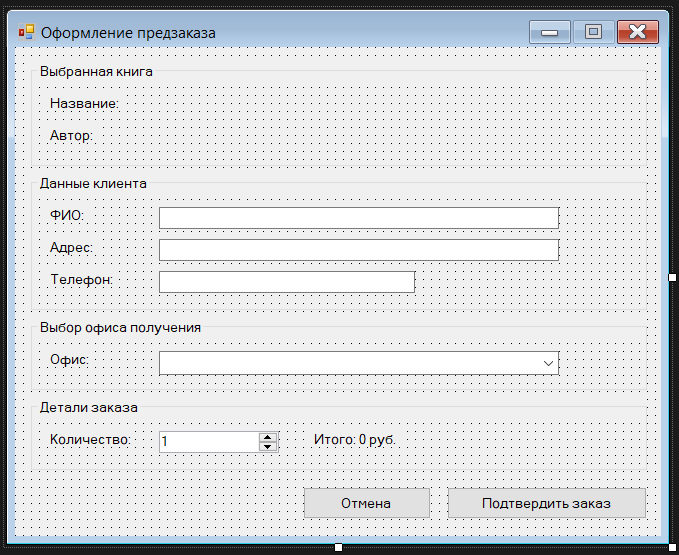 Оформление предзаказа
Выбранная книга
Название:
Автор:
Данные клиента
ФИО:
Адрес:
Телефон:
Выбор офиса получения
Офис:
Детали заказа
Количество: 1 Итого: 0 руб.
Отмена Подтвердить заказ